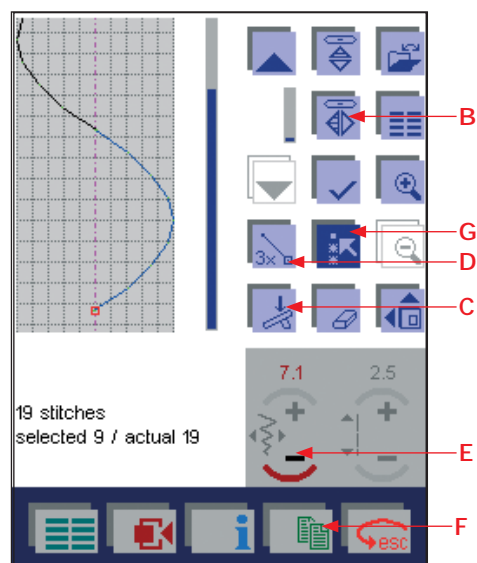 B
G
3x
D
C
7.1 2.5
19 stitches
selected 9 / actual 19
E
F
i
esc